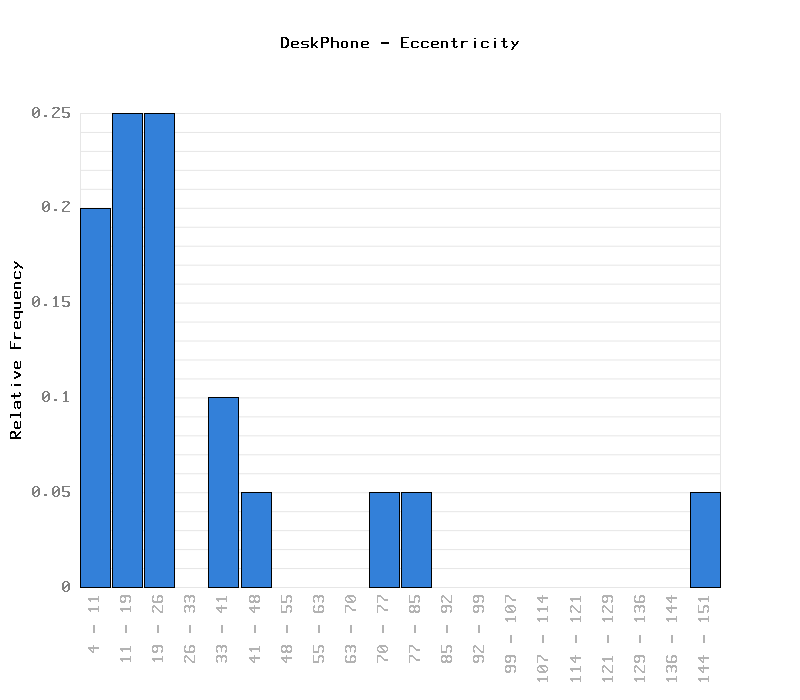 DeskPhone - Eccentricity
Relative Frequency
0.25
0.2
0.15
0.1
0.05
0
4 - 11
11 - 19
19 - 26
26 - 33
33 - 41
41 - 48
48 - 55
55 - 63
63 - 70
70 - 77
77 - 85
85 - 92
92 - 99
99 - 107
107 - 114
114 - 121
121 - 129
129 - 136
136 - 144
144 - 151